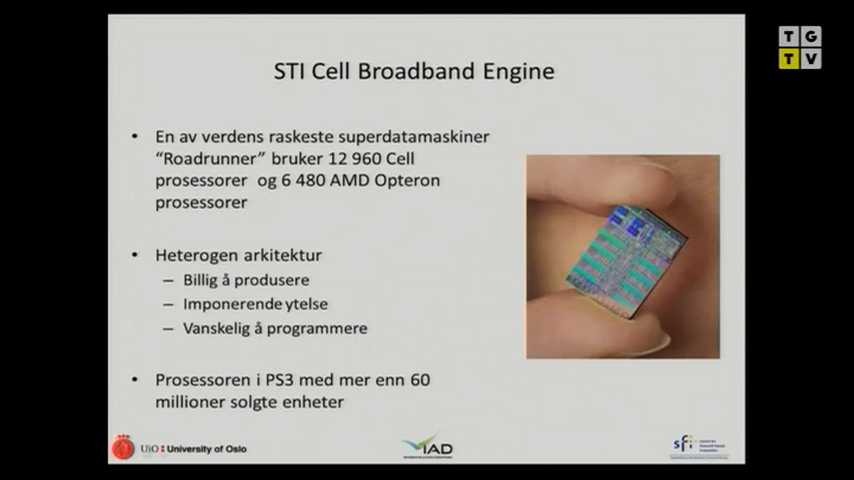 TG
TV
STI Cell Broadband Engine
• En av verdens raskeste superdatamaskiner
“Roadrunner” bruker 12 960 Cell
prosessorer og 6 480 AMD Opteron
prosessorer
• Heterogen arkitektur
– Billig å produsere
– Imponerende ytelse
– Vanskelig å programmere
• Prosessoren i PS3 med mer enn 60
millioner solgte enheter
UiO: University of Oslo
IAD
sfi